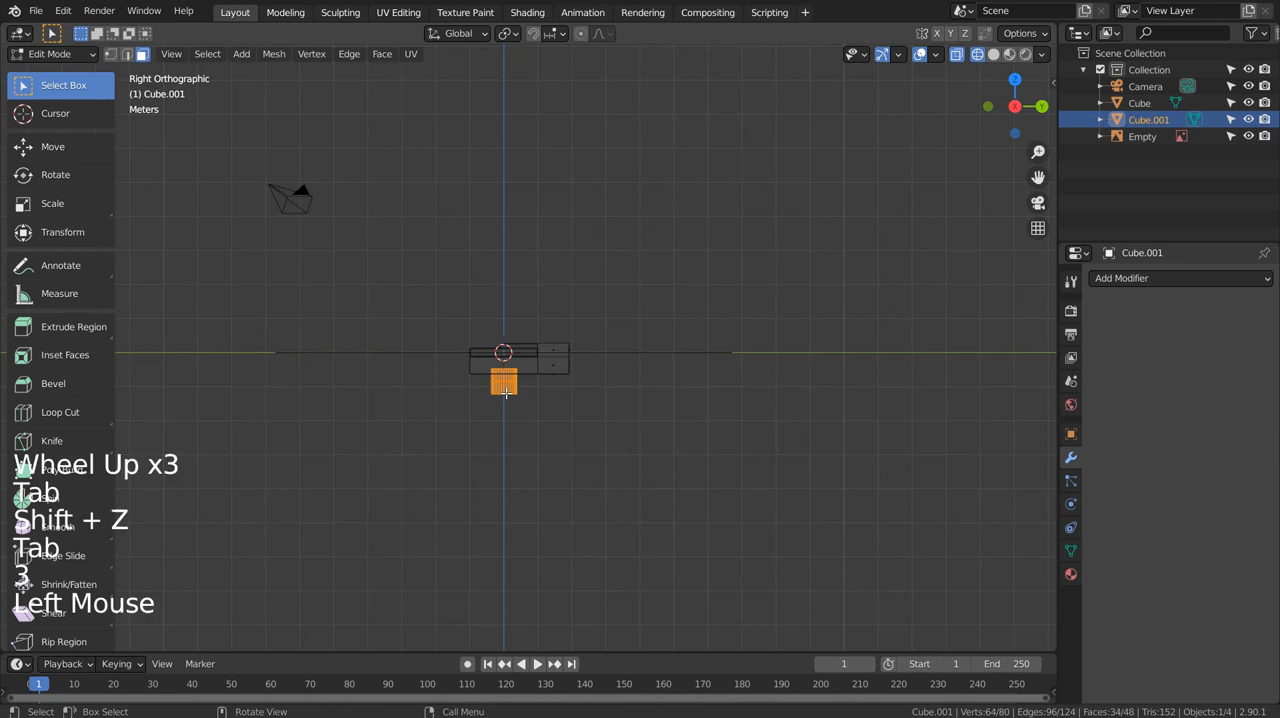 File Edit Render Window Help Layout Modeling Sculpting UV Editing Texture Paint Shading Animation Rendering Compositing Scripting + Scene View Layer
Global X Y Z Options
Edit Mode View Select Add Mesh Vertex Edge Face UV
Select Box
Cursor
Move
Rotate
Scale
Transform
Annotate
Measure
Extrude Region
Inset Faces
Bevel
Loop Cut
Knife
Edge Slide
Shrink/Fatten
Rip Region
Right Orthographic
(1) Cube.001
Meters
Z
X
Y
Wheel Up x3
Tab
Shift + Z
Tab
3
Left Mouse
Scene Collection
Collection
Camera
Cube
Cube.001
Empty
Cube.001
Add Modifier
Playback Keying View Marker 1 Start 1 End 250
1 10 20 30 40 50 60 70 80 90 100 110 120 130 140 150 160 170 180 190 200 210 220 230 240 250
Select Box Select Rotate View Call Menu Cube.001 | Verts:64/80 | Edges:96/124 | Faces:34/48 | Tris:152 | Objects:1/4 | 2.90.1